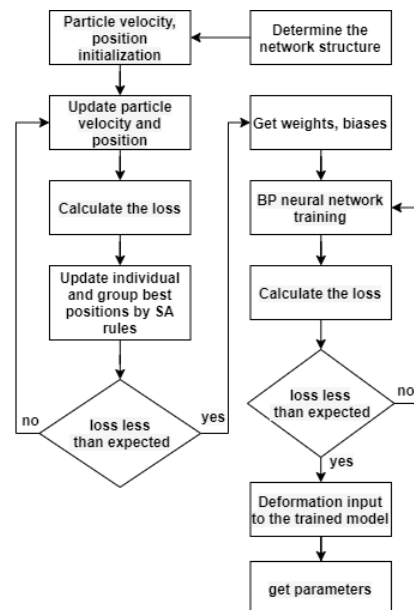 Particle velocity,
position
initialization
Determine the
network structure
Update particle
velocity and
position
Calculate the loss
Update individual
and group best
positions by SA
rules
no
loss less
than expected
yes
Get weights, biases
BP neural network
training
Calculate the loss
loss less
than expected
no
yes
Deformation input
to the trained model
get parameters